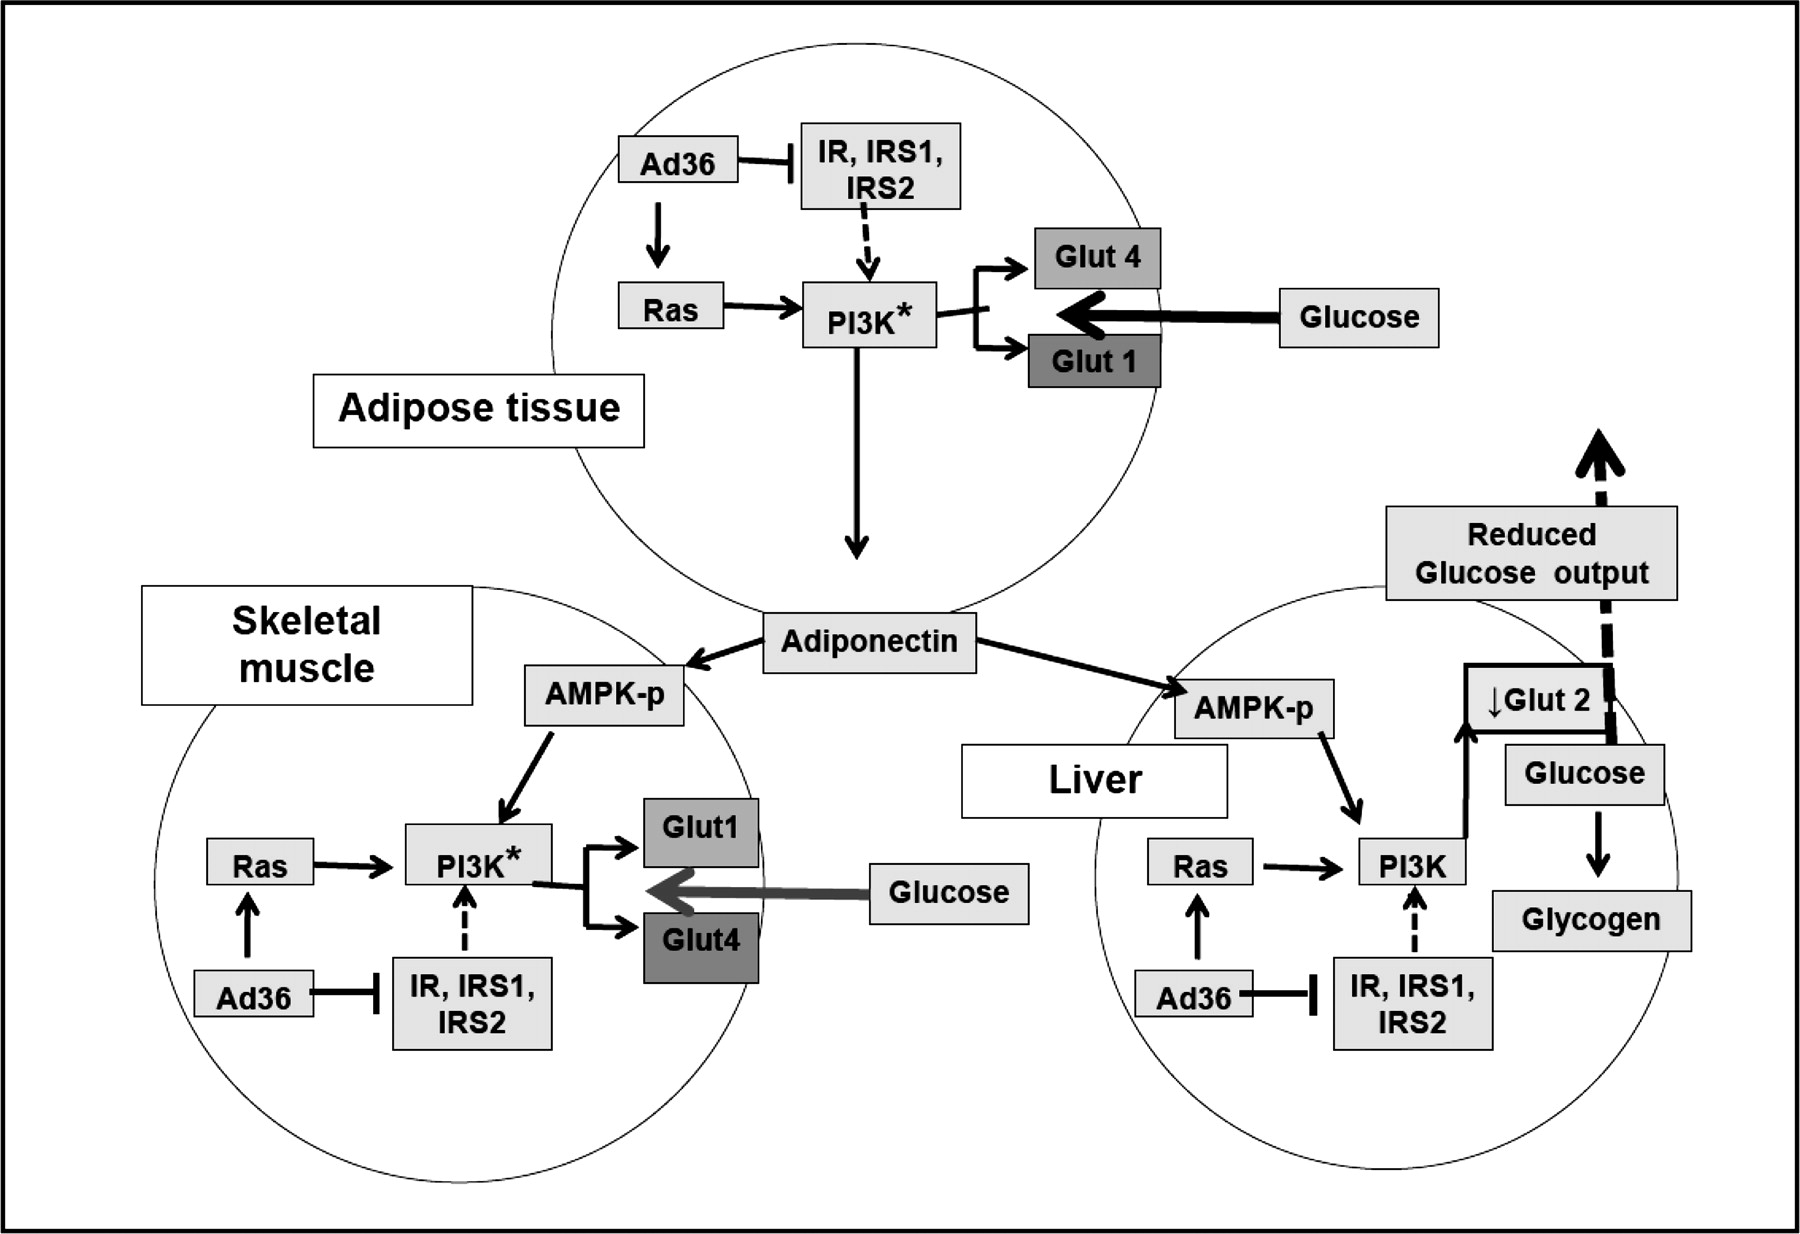 Ad36
IR, IRS1,
IRS2
Glut 4
Ras
PI3K*
Glucose
Glut 1
Adipose tissue
Reduced
Glucose output
Skeletal
muscle
Adiponectin
AMPK-p
Glut1
Ras
PI3K*
Glucose
Glut4
Ad36
IR, IRS1,
IRS2
AMPK-p
↓Glut 2
Liver
Glucose
Ras
PI3K
Glycogen
Ad36
IR, IRS1,
IRS2